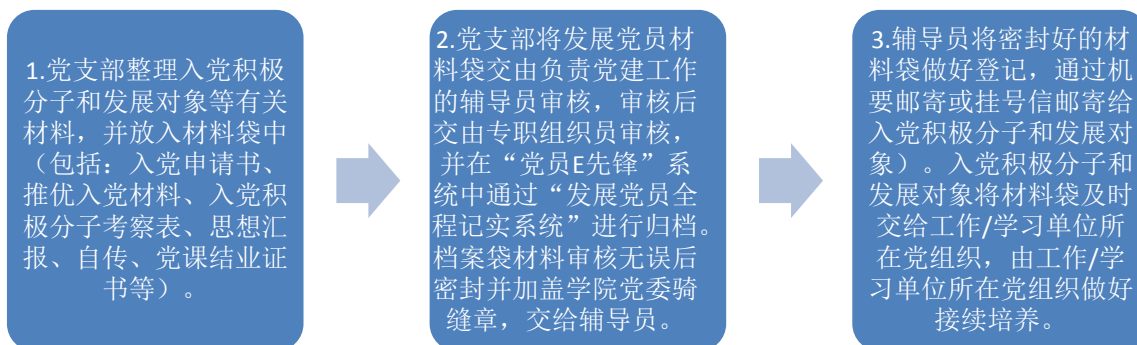 1.党支部整理入党积极
分子和发展对象等有关
材料，并放入材料袋中
（包括：入党申请书、
推优入党材料、入党积
极分子考察表、思想汇
报、自传、党课结业证
书等）。
2.党支部将发展党员材
料袋交由负责党建工作
的辅导员审核，审核后
交由专职组织员审核，
并在“党员E先锋”系
统中通过“发展党员全
程记实系统”进行归档。
档案袋材料审核无误后
密封并加盖学院党委骑
缝章，交给辅导员。
3.辅导员将密封好的材
料袋做好登记，通过机
要邮寄或挂号信邮寄给
入党积极分子和发展对
象）。入党积极分子和
发展对象将材料袋及时
交给工作/学习单位所
在党组织，由工作/学
习单位所在党组织做好
接续培养。